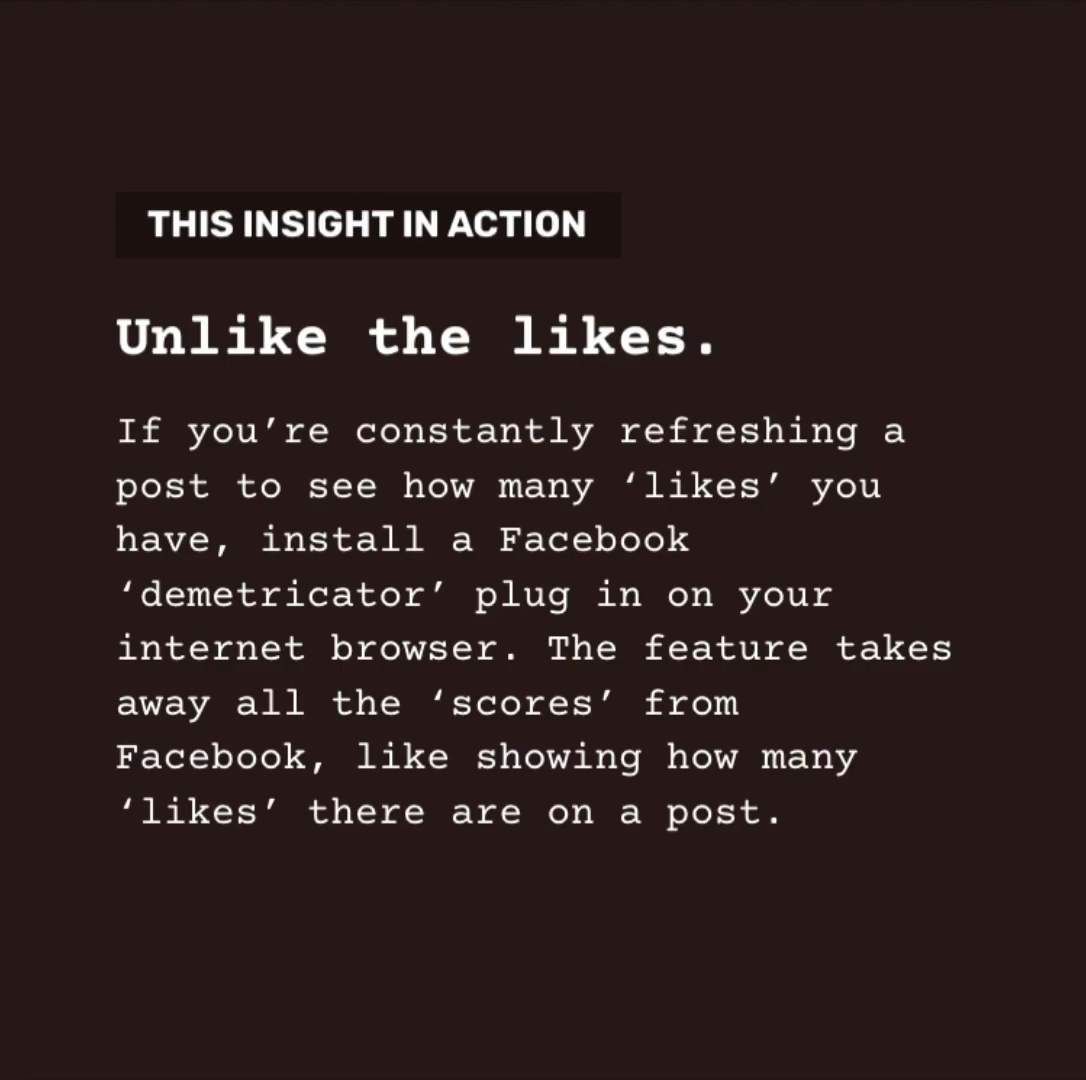 THIS INSIGHT IN ACTION
Unlike the likes.
If you’re constantly refreshing a
post to see how many ‘likes’ you
have, install a Facebook
‘demetricator’ plug in on your
internet browser. The feature takes
away all the ‘scores’ from
Facebook, like showing how many
‘likes’ there are on a post.